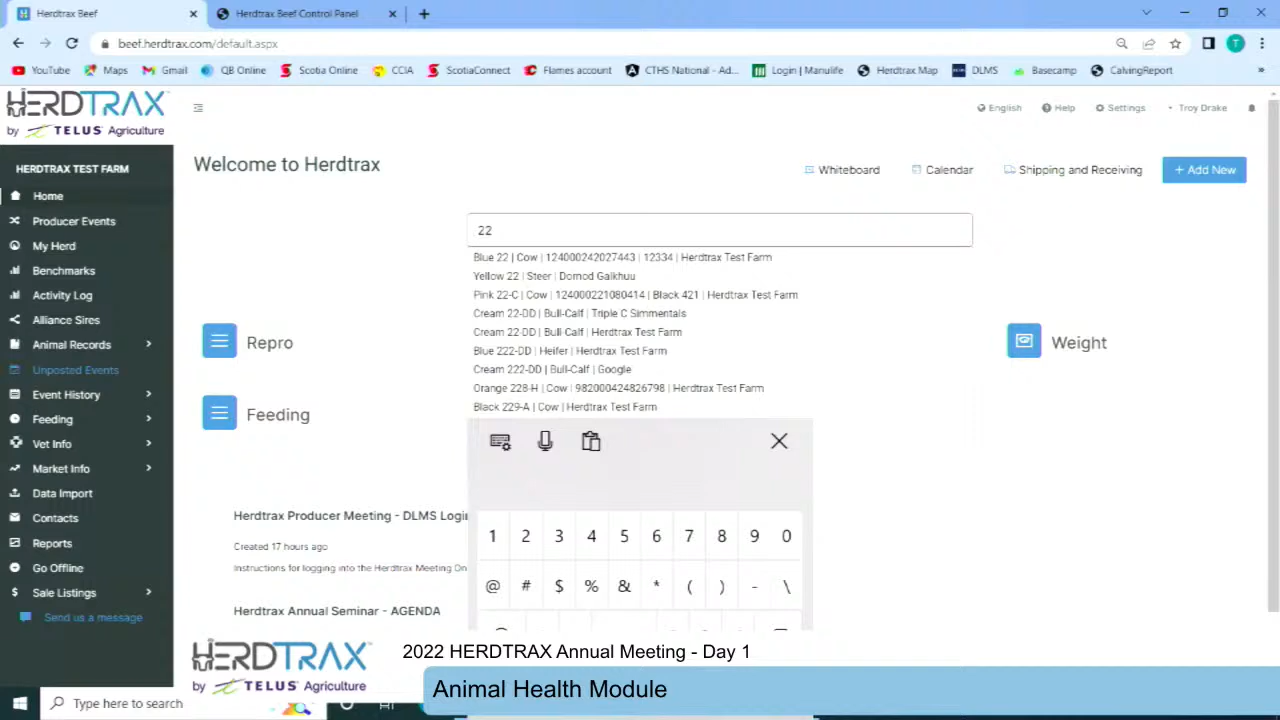 Herdtrax Beef
Herdtrax Beef Control Panel
beef.herdtrax.com/default.aspx
T
YouTube
Maps
Gmail
QB Online
Scotia Online
CCIA
ScotiaConnect
Flames account
CTHS National - Ad...
Login | Manulife
Herdtrax Map
DLMS
Basecamp
CalvingReport
»
HERDTRAX
by TELUS Agriculture
English
Help
Settings
Troy Drake
HERDTRAX TEST FARM
Home
Producer Events
My Herd
Benchmarks
Activity Log
Alliance Sires
Animal Records
Unposted Events
Event History
Feeding
Vet Info
Market Info
Data Import
Contacts
Reports
Go Offline
Sale Listings
Send us a message
Welcome to Herdtrax
Whiteboard
Calendar
Shipping and Receiving
+ Add New
22
Blue 22 | Cow | 124000242027443 | 12334 | Herdtrax Test Farm
Yellow 22 | Steer | Domod Galkhuu
Pink 22-C | Cow | 124000221080414 | Black 421 | Herdtrax Test Farm
Cream 22-DD | Bull-Calf | Triple C Simmentals
Cream 22-DD | Bull-Calf | Herdtrax Test Farm
Blue 222-DD | Heifer | Herdtrax Test Farm
Cream 222-DD | Bull-Calf | Google
Orange 228-H | Cow | 982000424826798 | Herdtrax Test Farm
Black 229-A | Cow | Herdtrax Test Farm
Repro
Weight
Feeding
Herdtrax Producer Meeting - DLMS Login
Created 17 hours ago
Instructions for logging into the Herdtrax Meeting On
Herdtrax Annual Seminar - AGENDA
1 2 3 4 5 6 7 8 9 0
@ # $ % & * ( ) - \
HERDTRAX
by TELUS Agriculture
2022 HERDTRAX Annual Meeting - Day 1
Animal Health Module
Type here to search